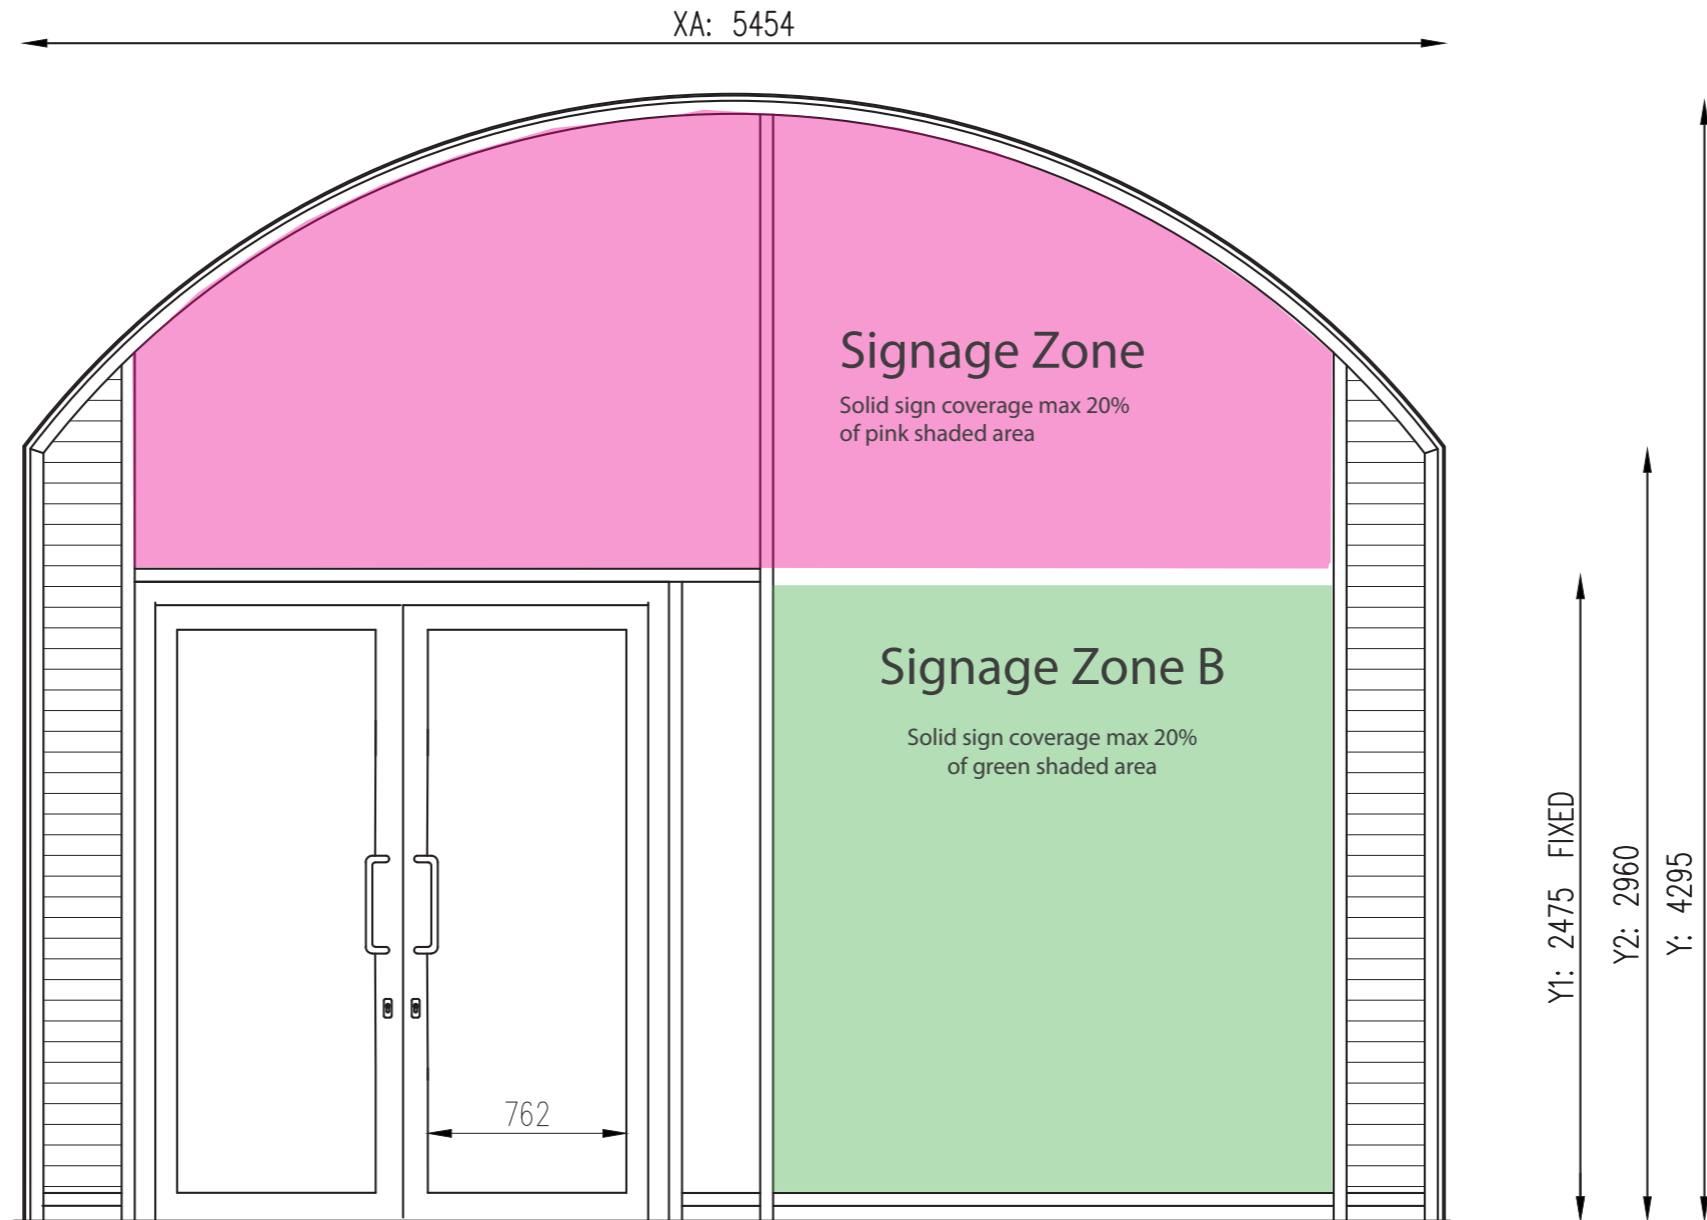 XA: 5454
Signage Zone
Solid sign coverage max 20%
of pink shaded area
Signage Zone B
Solid sign coverage max 20%
of green shaded area
762
Y1: 2475 FIXED
Y2: 2960
Y: 4295